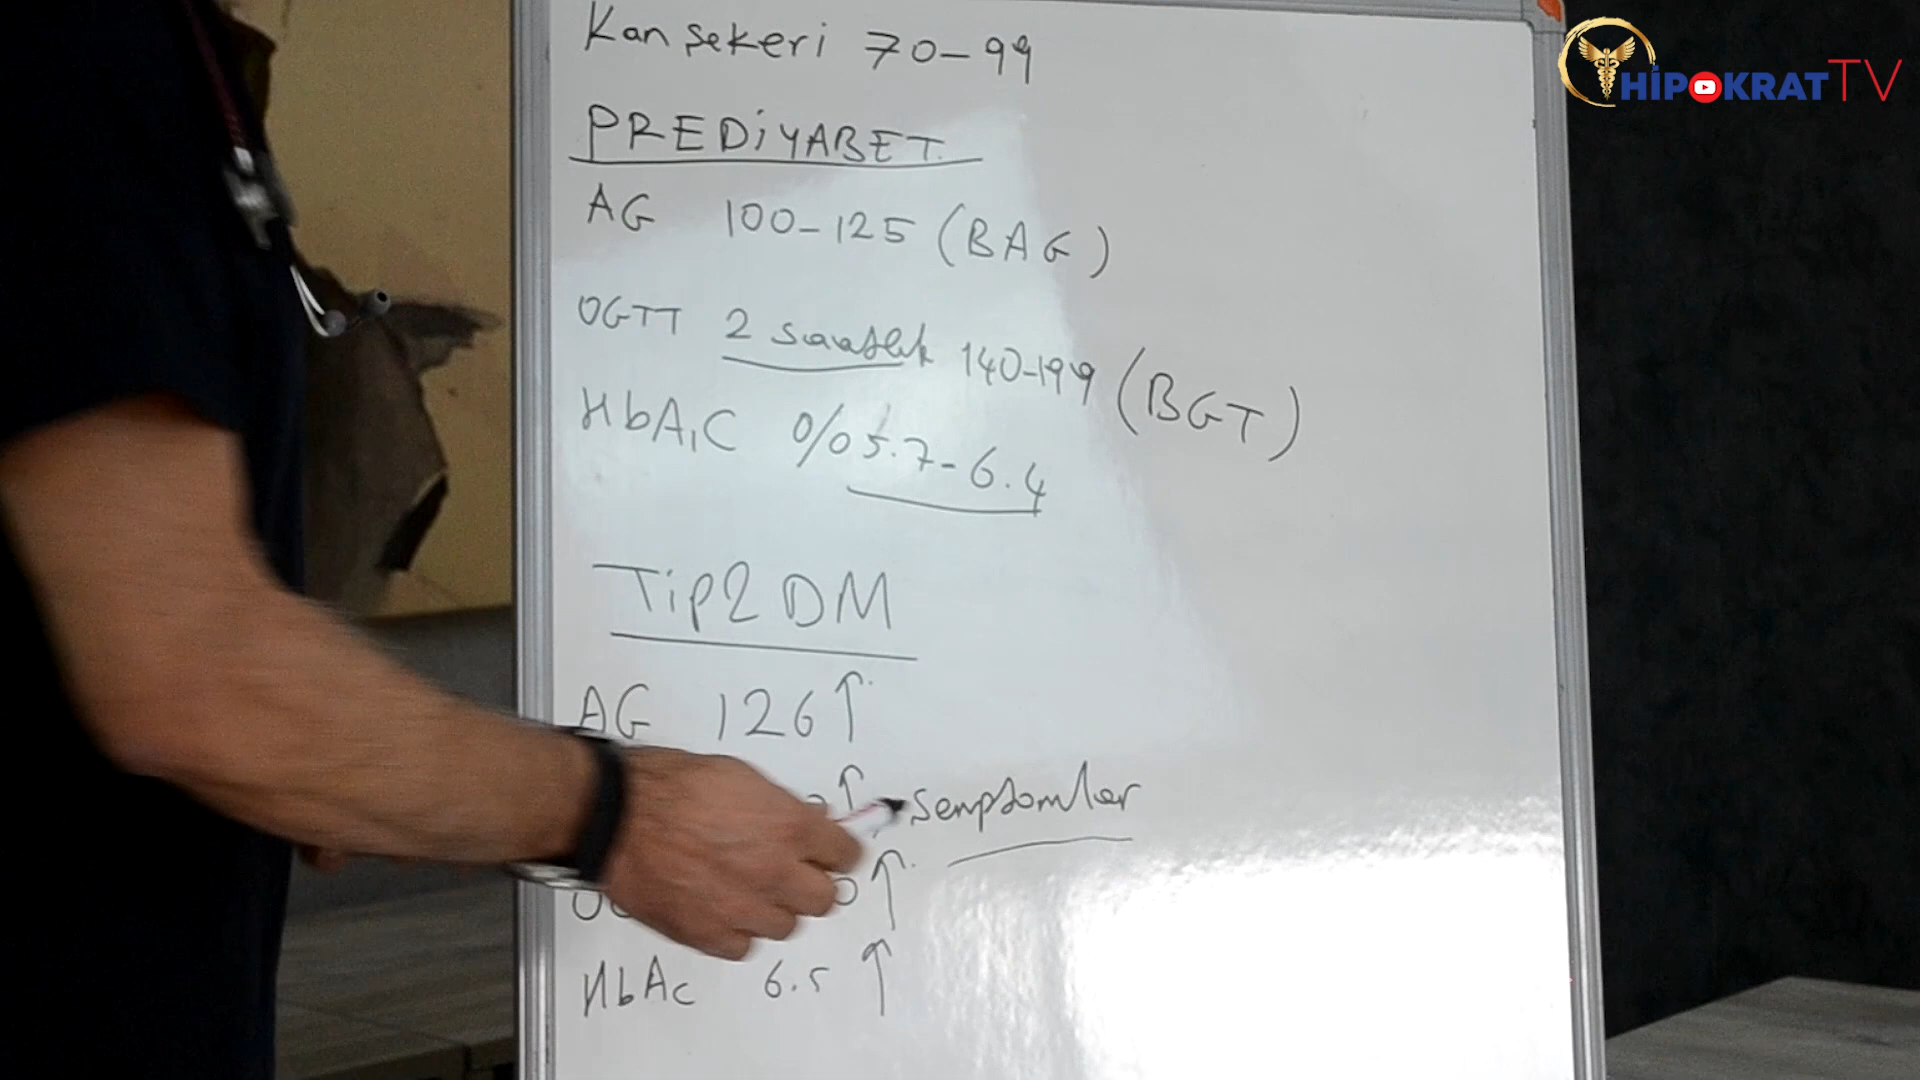 HİPOKRAT TV
Kan şekeri 70-99
PREDİYABET
AG 100-125 (BAG)
OGTT 2 saatlik 140-199 (BGT)
HbA1C %5.7-6.4
Tip2 DM
AG 126↑
↑ Semptomlar
↑
HbAc 6.5 ↑